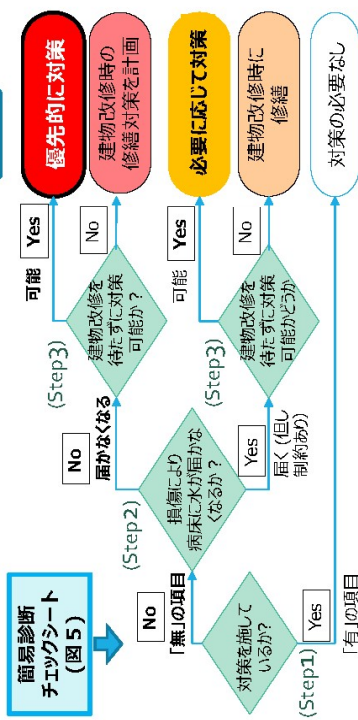 簡易診断
チェックシート
(図５)
(Step1)
対策を施して
いるか？
No
「無」の項目
Yes
「有」の項目
(Step2)
損傷により
病床に水が届かな
くなるか？
No
届かなくなる
Yes
届く(但し
制約あり)
(Step3)
建物改修を
待たずに対策
可能か？
可能
Yes
No
(Step3)
建物改修を
待たずに対策
可能かどうか
可能
Yes
No
優先的に対策
建物改修時の
修繕対策を計画
必要に応じて対策
建物改修時に
修繕
対策の必要なし